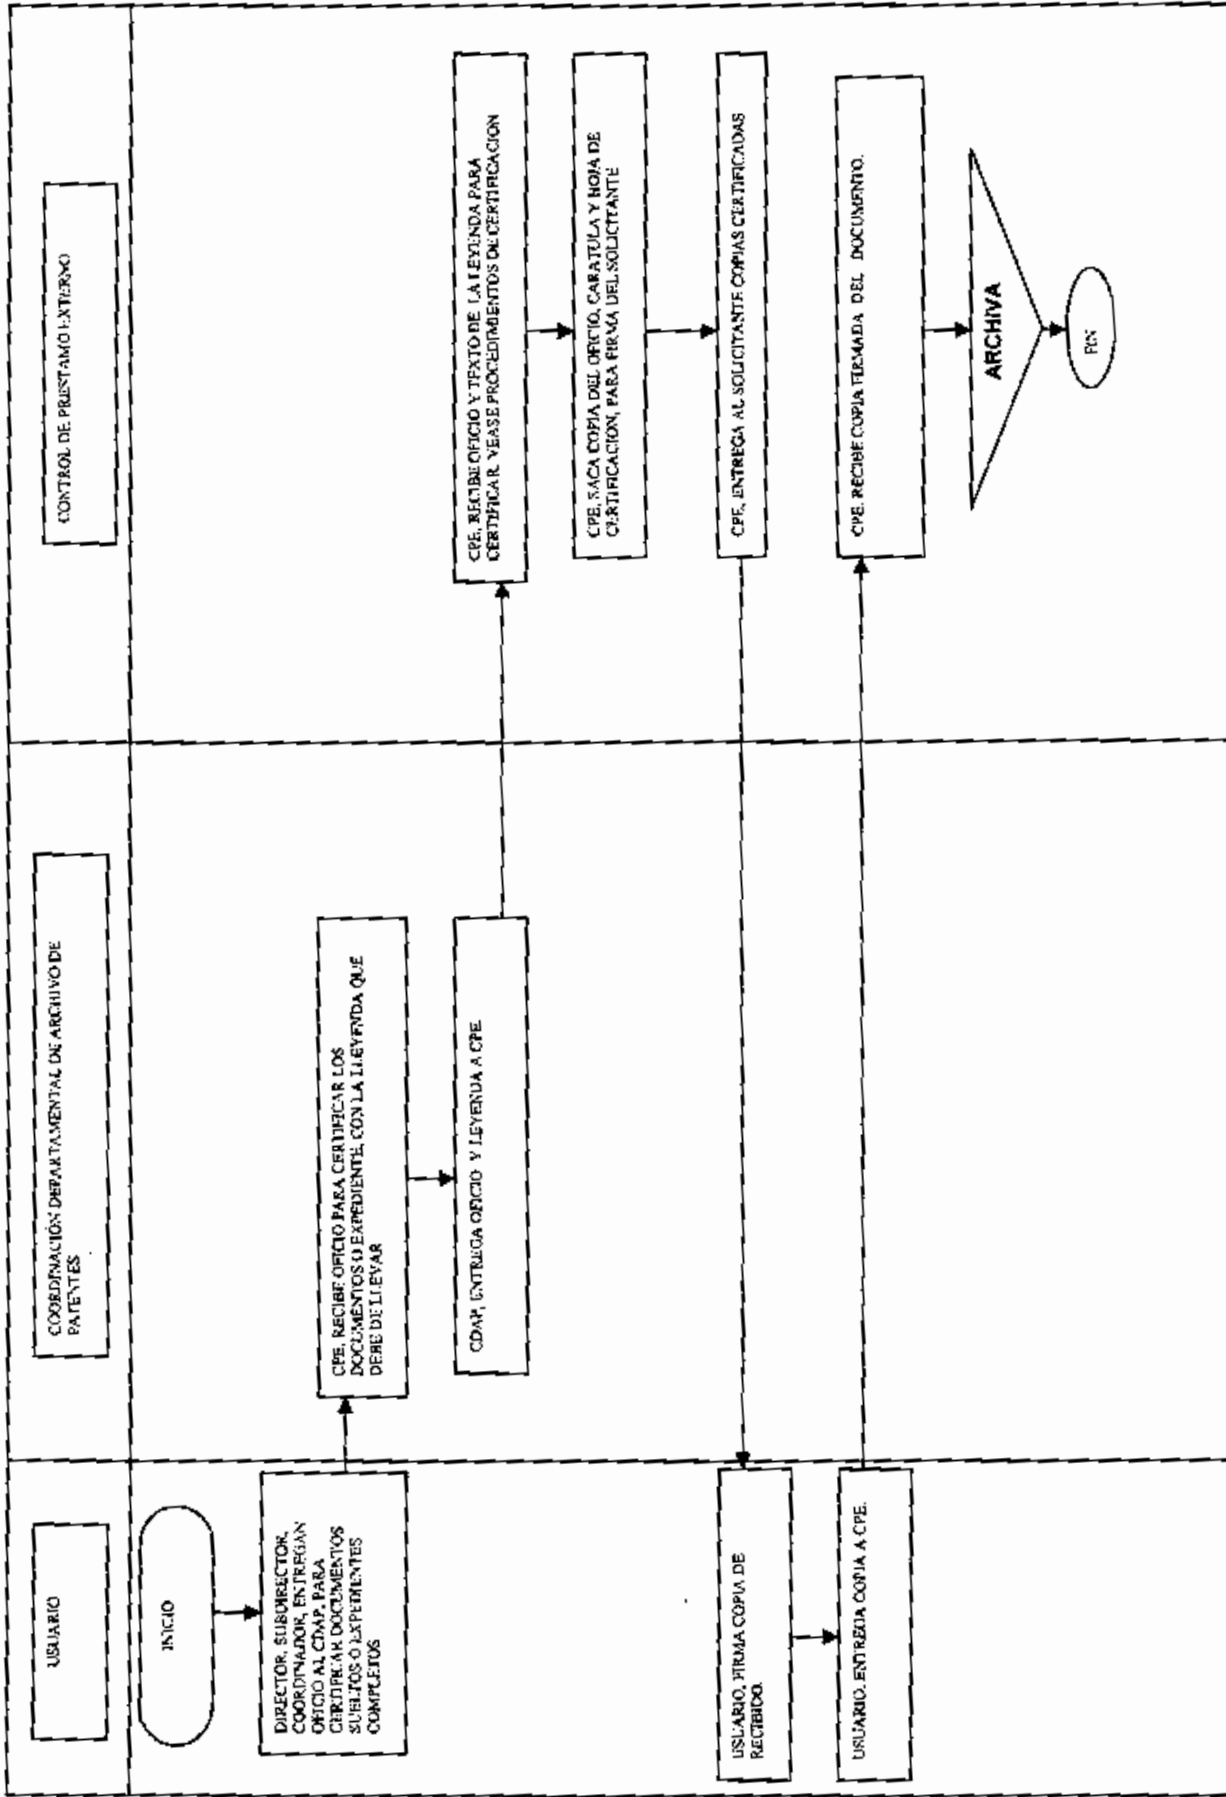 USUARIO
COORDINACIÓN DEPARTAMENTAL DE ARCHIVO DE
PATENTES
CONTROL DE PRESTAMO EXTERNO
INICIO
DIRECTOR, SUBDIRECTOR,
COORDINADOR, ENTREGAN
OFICIO AL CDAP, PARA
CERTIFICAR DOCUMENTOS
SUELTOS O EXPEDIENTES
COMPLETOS
CPE, RECIBE OFICIO PARA CERTIFICAR LOS
DOCUMENTOS O EXPEDIENTE, CON LA LLEYENDA QUE
DEBE DE LLEVAR
CDAP, ENTREGA OFICIO Y LEYENDA A CPE.
CPE, RECIBE OFICIO Y TEXTO DE LA LEYENDA PARA
CERTIFICAR. VEASE PROCEDIMIENTOS DE CERTIFICACION
CPE, SACA COPIA DEL OFICIO, CARATULA Y HOJA DE
CERTIFICACION, PARA FIRMA DEL SOLICITANTE
CPE, ENTREGA AL SOLICITANTE COPIAS CERTIFICADAS
USUARIO, FIRMA COPIA DE
RECIBIDO.
USUARIO, ENTREGA COPIA A CPE.
CPE, RECIBE COPIA FIRMADA DEL DOCUMENTO.
ARCHIVA
FIN